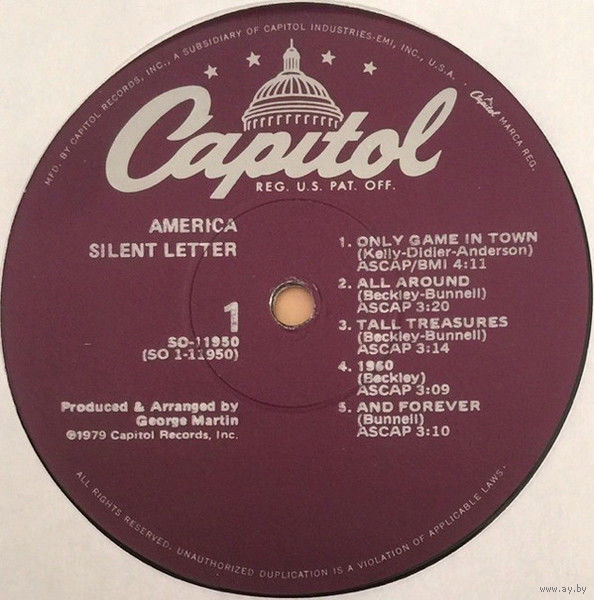 MFD. BY CAPITOL RECORDS, INC., A SUBSIDIARY OF CAPITOL INDUSTRIES-EMI, INC., U.S.A.
Capitol MARCA REG.
Capitol
REG. U.S. PAT. OFF.
AMERICA
SILENT LETTER
1
SO-11950
(SO 1-11950)
Produced & Arranged by
George Martin
℗1979 Capitol Records, Inc.
1. ONLY GAME IN TOWN
(Kelly-Didier-Anderson)
ASCAP/BMI 4:11
2. ALL AROUND
(Beckley-Bunnell)
ASCAP 3:20
3. TALL TREASURES
(Beckley-Bunnell)
ASCAP 3:14
4. 1960
(Beckley)
ASCAP 3:09
5. AND FOREVER
(Bunnell)
ASCAP 3:10
ALL RIGHTS RESERVED. UNAUTHORIZED DUPLICATION IS A VIOLATION OF APPLICABLE LAWS.
www.ay.by